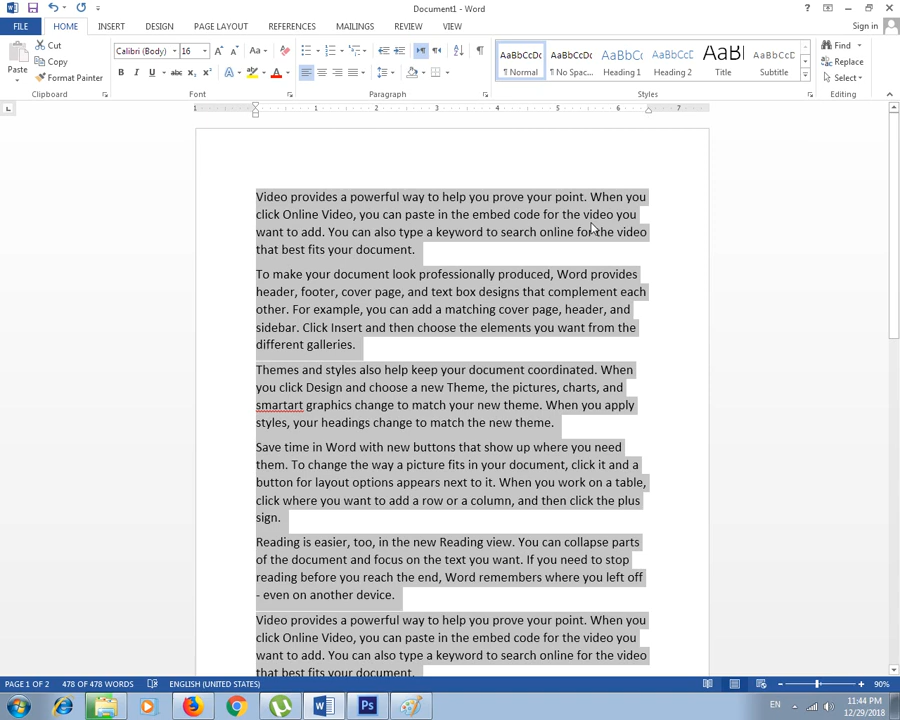 Document1 - Word
FILE HOME INSERT DESIGN PAGE LAYOUT REFERENCES MAILINGS REVIEW VIEW Sign in
Cut
Copy
Format Painter
Paste
Clipboard
Calibri (Body) 16
Font
Paragraph
AaBbCcDc AaBbCcDc AaBbCc AaBbCcD AaBl AaBbCcD
¶ Normal ¶ No Spac... Heading 1 Heading 2 Title Subtitle
Styles
Find
Replace
Select
Editing
1 1 2 3 4 5 6 7
Video provides a powerful way to help you prove your point. When you
click Online Video, you can paste in the embed code for the video you
want to add. You can also type a keyword to search online for the video
that best fits your document.
To make your document look professionally produced, Word provides
header, footer, cover page, and text box designs that complement each
other. For example, you can add a matching cover page, header, and
sidebar. Click Insert and then choose the elements you want from the
different galleries.
Themes and styles also help keep your document coordinated. When
you click Design and choose a new Theme, the pictures, charts, and
smartart graphics change to match your new theme. When you apply
styles, your headings change to match the new theme.
Save time in Word with new buttons that show up where you need
them. To change the way a picture fits in your document, click it and a
button for layout options appears next to it. When you work on a table,
click where you want to add a row or a column, and then click the plus
sign.
Reading is easier, too, in the new Reading view. You can collapse parts
of the document and focus on the text you want. If you need to stop
reading before you reach the end, Word remembers where you left off
- even on another device.
Video provides a powerful way to help you prove your point. When you
click Online Video, you can paste in the embed code for the video you
want to add. You can also type a keyword to search online for the video
that best fits your document.
PAGE 1 OF 2 478 OF 478 WORDS ENGLISH (UNITED STATES) 90%
EN 11:44 PM
12/29/2018